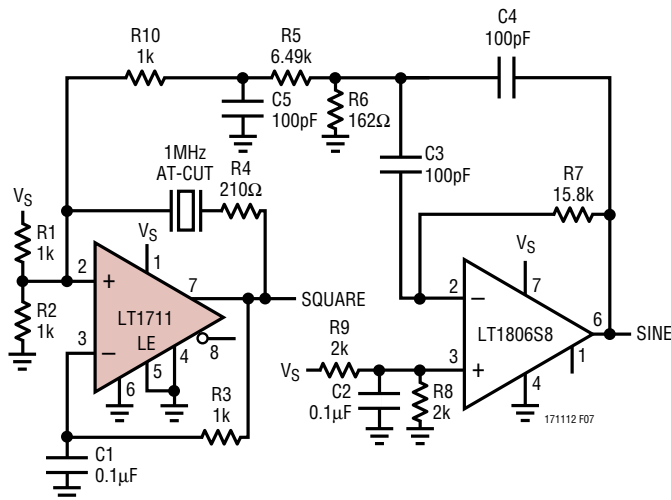 C4
100pF
R10
1k
R5
6.49k
C5
100pF
R6
162Ω
C3
100pF
1MHz
AT-CUT
R4
210Ω
R7
15.8k
VS
R1
1k
VS
1
2
+
7
SQUARE
LT1711
LE
R2
1k
3
−
8
5
4
6
R3
1k
C1
0.1µF
VS
7
2
−
6
SINE
LT1806S8
1
R9
2k
VS
3
+
4
C2
0.1µF
R8
2k
171112 F07